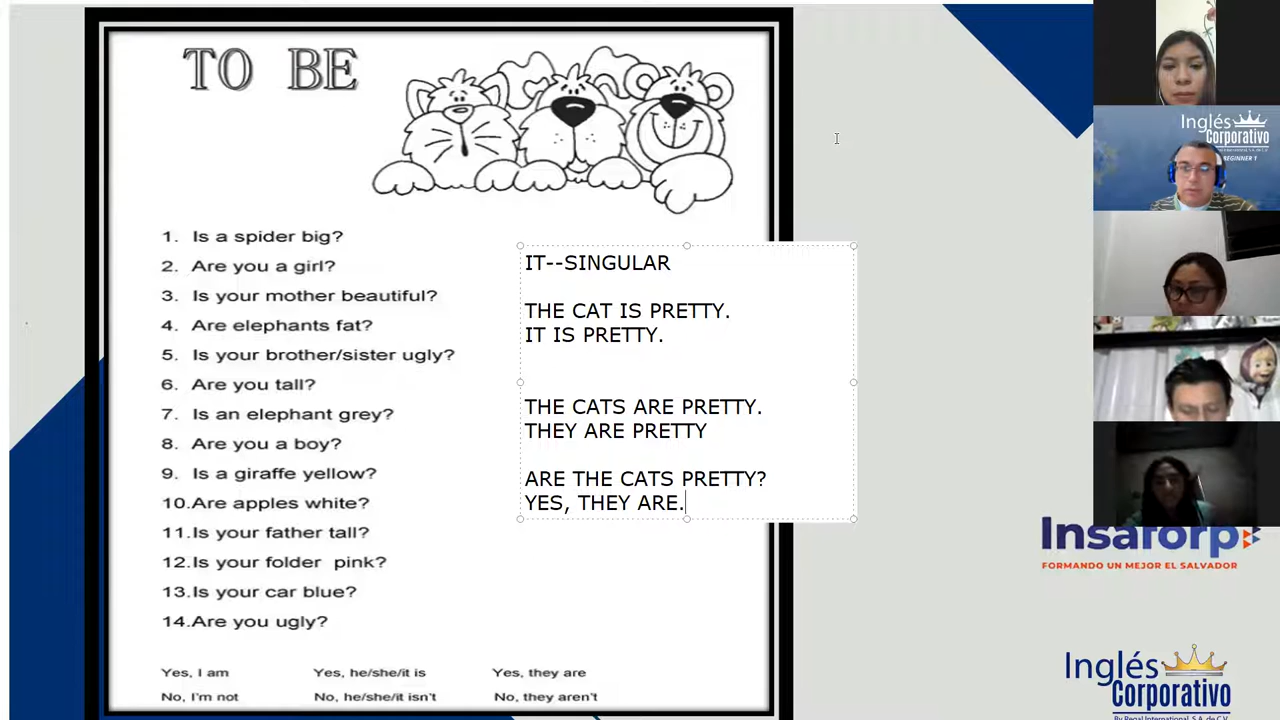 TO BE
1. Is a spider big?
2. Are you a girl?
3. Is your mother beautiful?
4. Are elephants fat?
5. Is your brother/sister ugly?
6. Are you tall?
7. Is an elephant grey?
8. Are you a boy?
9. Is a giraffe yellow?
10.Are apples white?
11.Is your father tall?
12.Is your folder pink?
13.Is your car blue?
14.Are you ugly?
Yes, I am Yes, he/she/it is Yes, they are
No, I'm not No, he/she/it isn't No, they aren't
IT--SINGULAR
THE CAT IS PRETTY.
IT IS PRETTY.
THE CATS ARE PRETTY.
THEY ARE PRETTY
ARE THE CATS PRETTY?
YES, THEY ARE.
Inglés
Corporativo
BEGINNER 1
Insaforp
FORMANDO UN MEJOR EL SALVADOR
Inglés
Corporativo
By Regal International, S.A. de C.V.